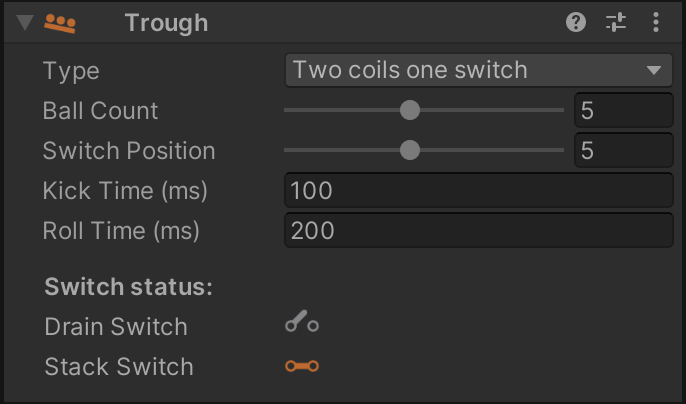 Trough
Type Two coils one switch
Ball Count 5
Switch Position 5
Kick Time (ms) 100
Roll Time (ms) 200
Switch status:
Drain Switch
Stack Switch